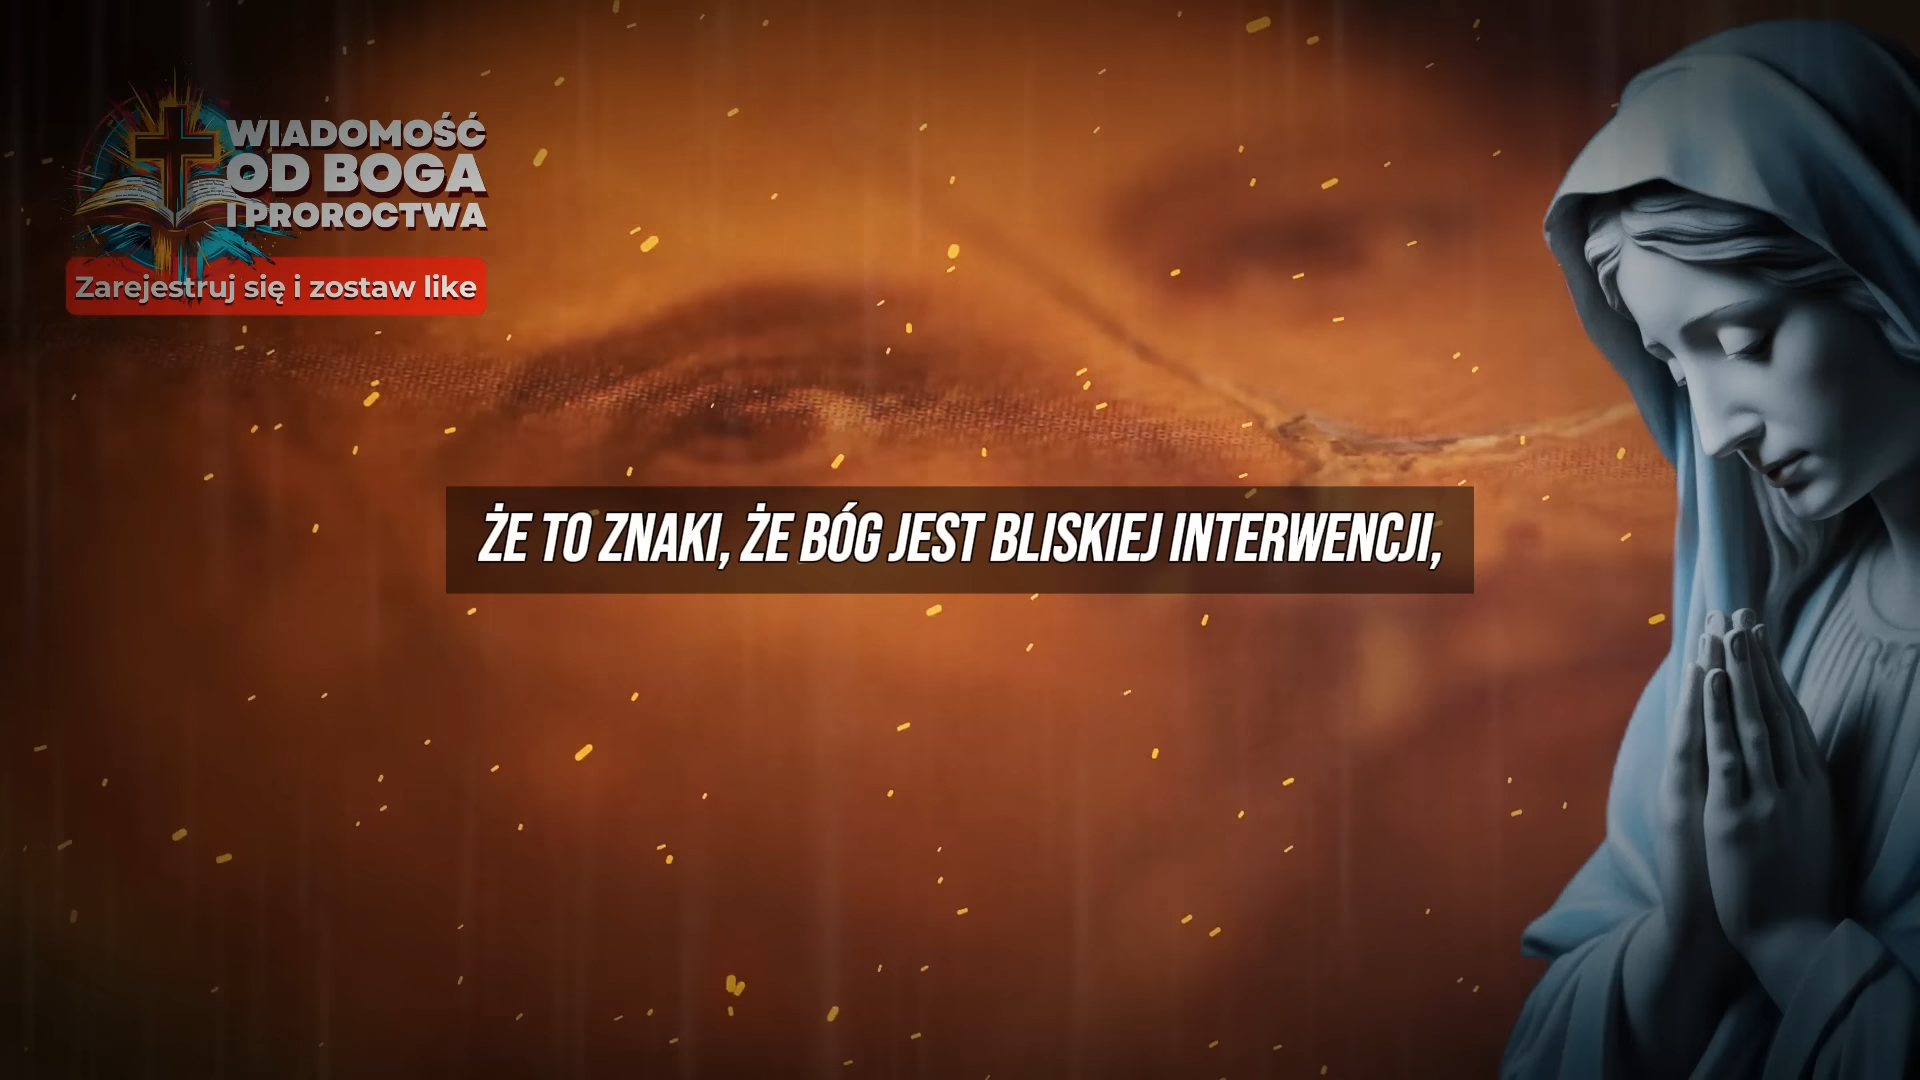 WIADOMOŚĆ
OD BOGA
I PROROCTWA
Zarejestruj się i zostaw like
ŻE TO ZNAKI, ŻE BÓG JEST BLISKIEJ INTERWENCJI,